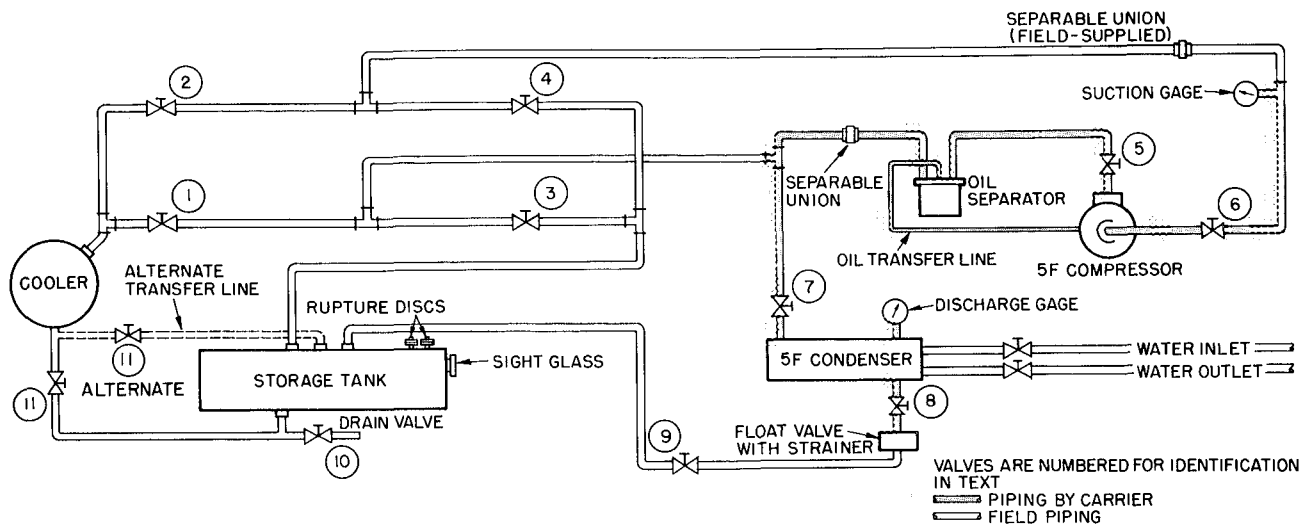 SEPARABLE UNION
(FIELD-SUPPLIED)
2
4
SUCTION GAGE
5
1
3
SEPARABLE
UNION
OIL
SEPARATOR
6
OIL TRANSFER LINE
5F COMPRESSOR
COOLER
ALTERNATE
TRANSFER LINE
RUPTURE DISCS
7
DISCHARGE GAGE
11
ALTERNATE
SIGHT GLASS
STORAGE TANK
5F CONDENSER
WATER INLET
WATER OUTLET
11
DRAIN VALVE
10
9
8
FLOAT VALVE
WITH STRAINER
VALVES ARE NUMBERED FOR IDENTIFICATION
IN TEXT
PIPING BY CARRIER
FIELD PIPING